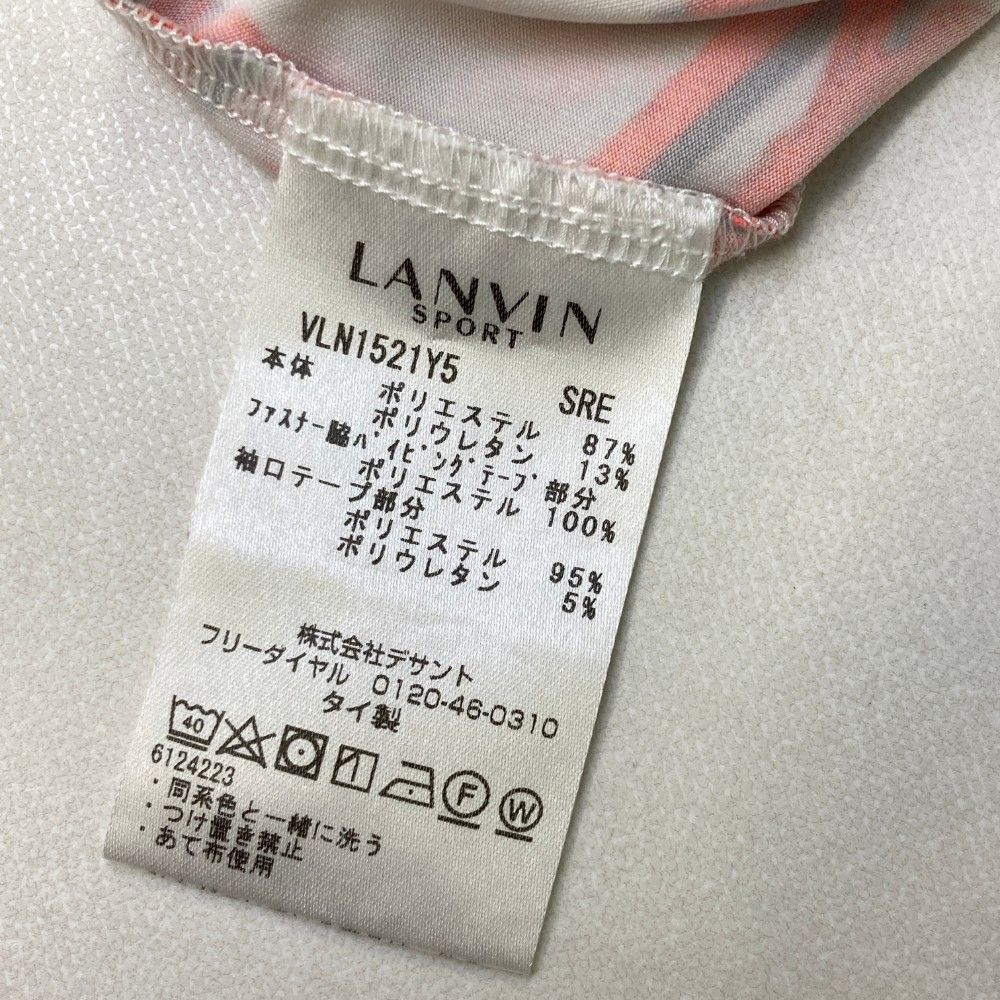 LANVIN
SPORT
VLN1521Y5 SRE
本体 ポリエステル 87%
ポリウレタン 13%
ファスナー脇パイピングテープ部分
ポリエステル 100%
袖口テープ部分
ポリエステル 95%
ポリウレタン 5%
株式会社デサント
フリーダイヤル 0120-46-0310
タイ製
40 F W
6124223
・同系色と一緒に洗う
・つけ置き禁止
・あて布使用